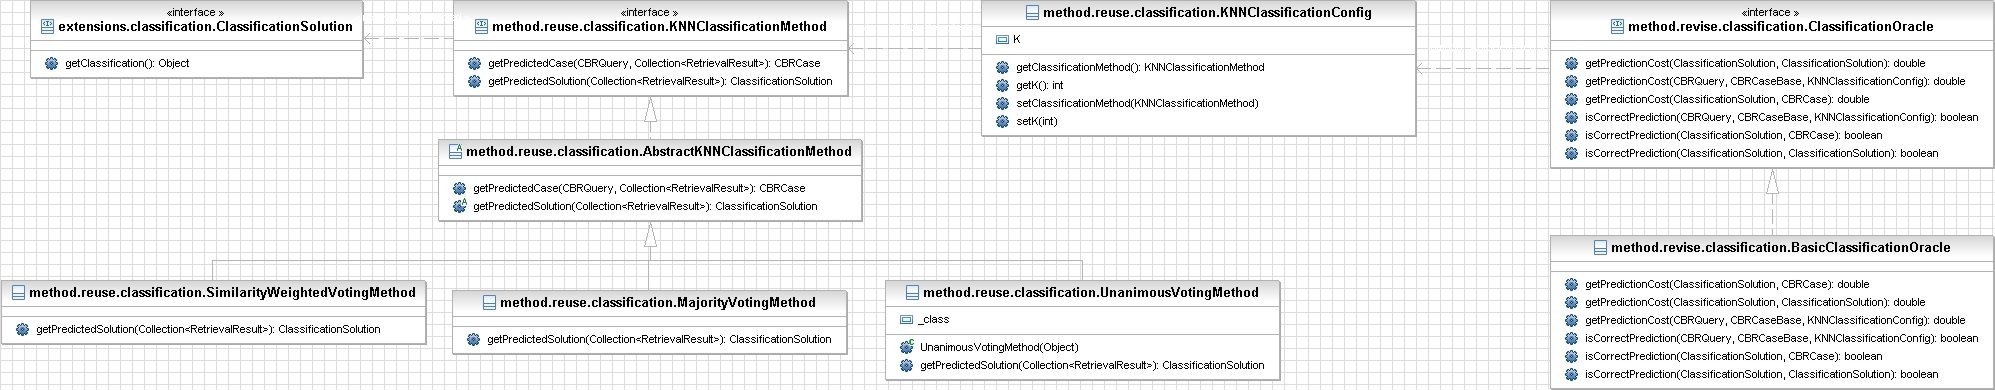 «interface »
extensions.classification.ClassificationSolution
getClassification(): Object
«interface »
method.reuse.classification.KNNClassificationMethod
getPredictedCase(CBRQuery, Collection<RetrievalResult>): CBRCase
getPredictedSolution(Collection<RetrievalResult>): ClassificationSolution
method.reuse.classification.KNNClassificationConfig
K
getClassificationMethod(): KNNClassificationMethod
getK(): int
setClassificationMethod(KNNClassificationMethod)
setK(int)
«interface »
method.revise.classification.ClassificationOracle
getPredictionCost(ClassificationSolution, ClassificationSolution): double
getPredictionCost(CBRQuery, CBRCaseBase, KNNClassificationConfig): double
getPredictionCost(ClassificationSolution, CBRCase): double
isCorrectPrediction(CBRQuery, CBRCaseBase, KNNClassificationConfig): boolean
isCorrectPrediction(ClassificationSolution, CBRCase): boolean
isCorrectPrediction(ClassificationSolution, ClassificationSolution): boolean
method.reuse.classification.AbstractKNNClassificationMethod
getPredictedCase(CBRQuery, Collection<RetrievalResult>): CBRCase
getPredictedSolution(Collection<RetrievalResult>): ClassificationSolution
method.reuse.classification.SimilarityWeightedVotingMethod
getPredictedSolution(Collection<RetrievalResult>): ClassificationSolution
method.reuse.classification.MajorityVotingMethod
getPredictedSolution(Collection<RetrievalResult>): ClassificationSolution
method.reuse.classification.UnanimousVotingMethod
_class
UnanimousVotingMethod(Object)
getPredictedSolution(Collection<RetrievalResult>): ClassificationSolution
method.revise.classification.BasicClassificationOracle
getPredictionCost(ClassificationSolution, CBRCase): double
getPredictionCost(ClassificationSolution, ClassificationSolution): double
getPredictionCost(CBRQuery, CBRCaseBase, KNNClassificationConfig): double
isCorrectPrediction(CBRQuery, CBRCaseBase, KNNClassificationConfig): boolean
isCorrectPrediction(ClassificationSolution, CBRCase): boolean
isCorrectPrediction(ClassificationSolution, ClassificationSolution): boolean